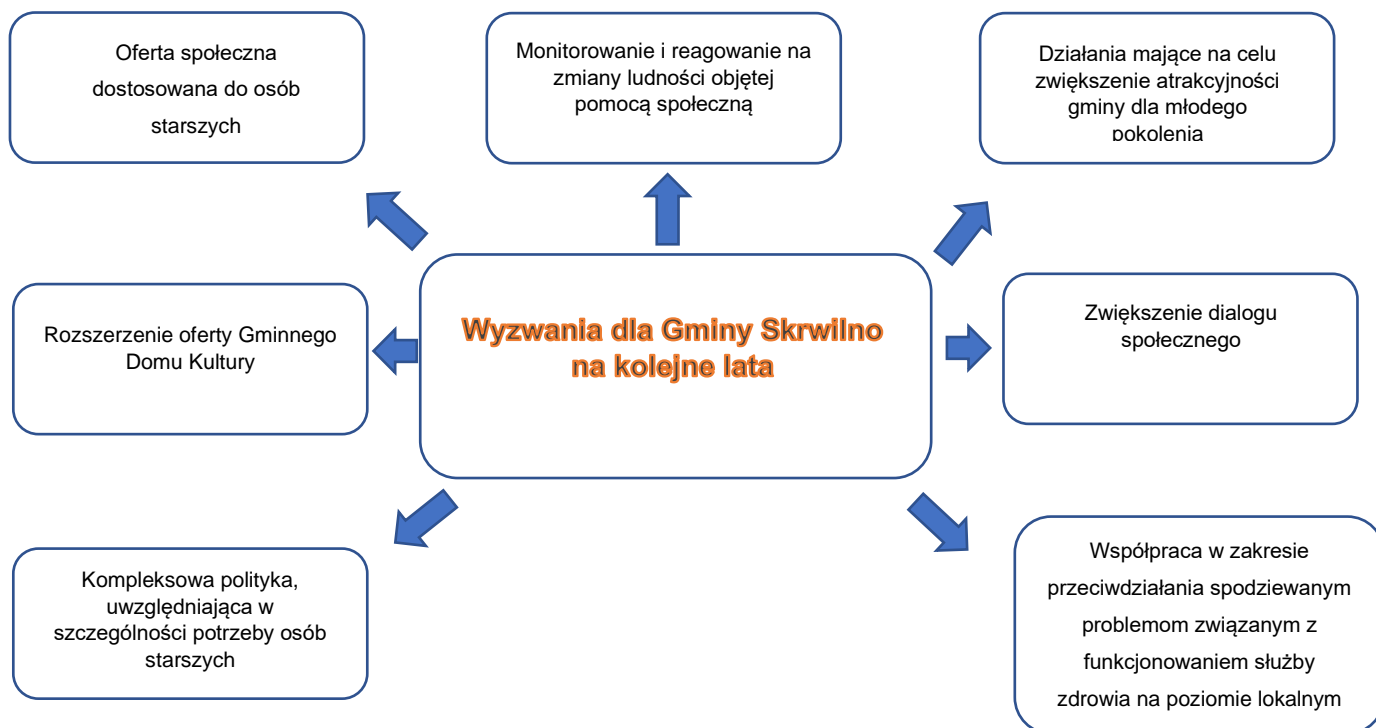 Oferta społeczna
dostosowana do osób
starszych
Monitorowanie i reagowanie na
zmiany ludności objętej
pomocą społeczną
Działania mające na celu
zwiększenie atrakcyjności
gminy dla młodego
pokolenia
Rozszerzenie oferty Gminnego
Domu Kultury
Wyzwania dla Gminy Skrwilno
na kolejne lata
Zwiększenie dialogu
społecznego
Kompleksowa polityka,
uwzględniająca w
szczególności potrzeby osób
starszych
Współpraca w zakresie
przeciwdziałania spodziewanym
problemom związanym z
funkcjonowaniem służby
zdrowia na poziomie lokalnym